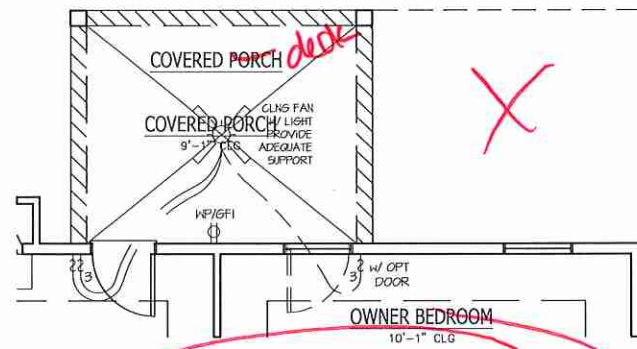 COVERED PORCH deck
CLNG FAN
W/ LIGHT
COVERED PORCH PROVIDE
9'-1" CLG ADEQUATE
SUPPORT
WP/GFI
3
3
W/ OPT
DOOR
OWNER BEDROOM
10'-1" CLG